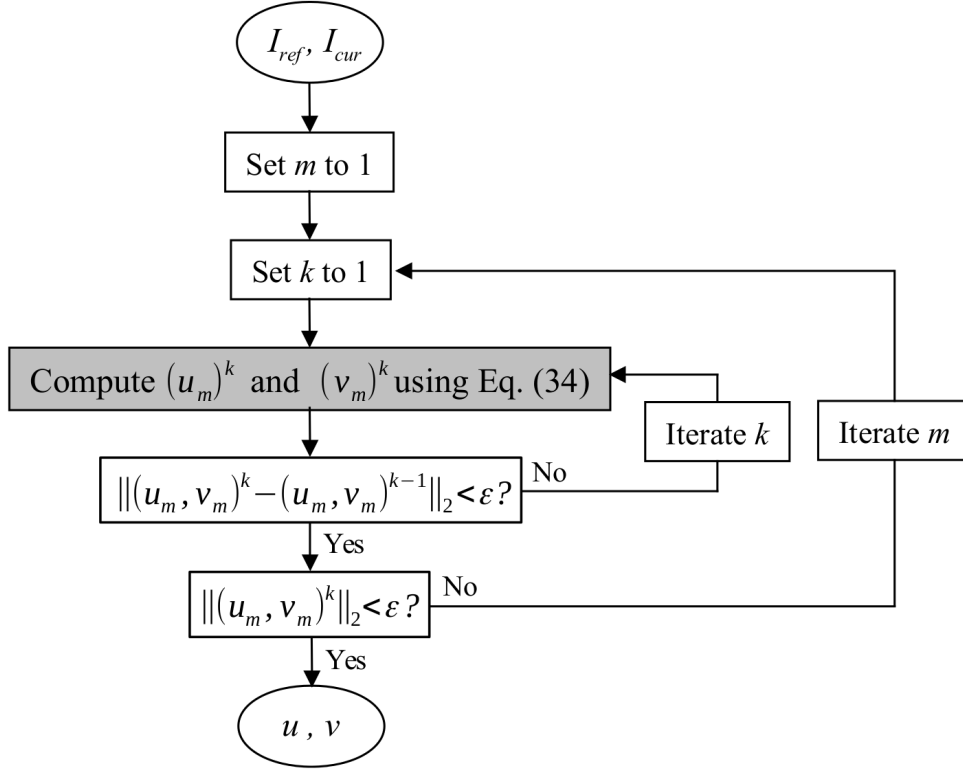 I_ref, I_cur
Set m to 1
Set k to 1
Compute (u_m)^k and (v_m)^k using Eq. (34)
Iterate k
Iterate m
||(u_m, v_m)^k − (u_m, v_m)^{k−1}||_2 < ε?
No
Yes
||(u_m, v_m)^k||_2 < ε?
No
Yes
u , v